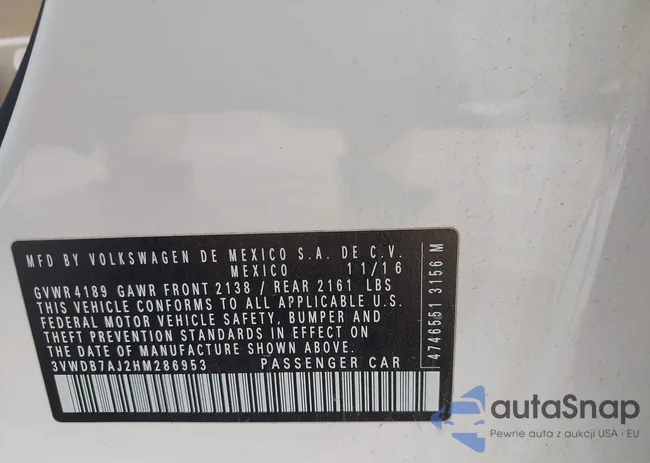 MFD BY VOLKSWAGEN DE MEXICO S.A. DE C.V.
MEXICO 11/16
GVWR 4189 GAWR FRONT 2138 / REAR 2161 LBS
THIS VEHICLE CONFORMS TO ALL APPLICABLE U.S.
FEDERAL MOTOR VEHICLE SAFETY, BUMPER AND
THEFT PREVENTION STANDARDS IN EFFECT ON
THE DATE OF MANUFACTURE SHOWN ABOVE.
3VWDB7AJ2HM286953 PASSENGER CAR
4746551 3156 M
autaSnap
Pewne auta z aukcji USA i EU